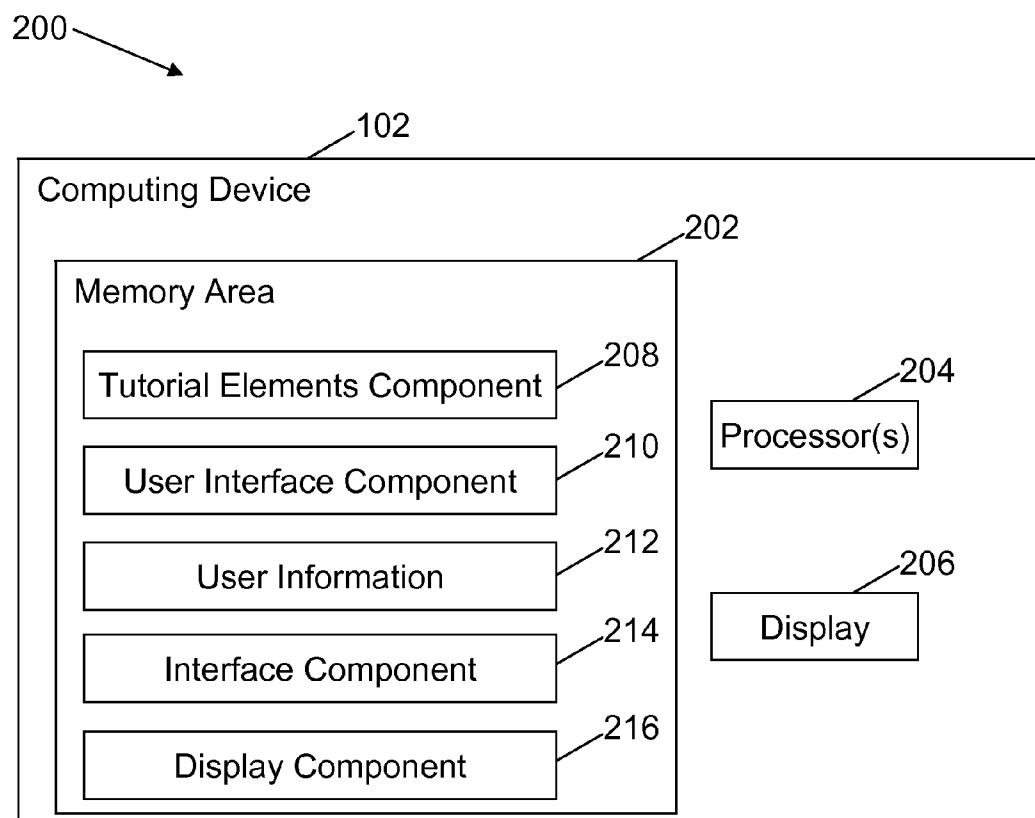 200
102
Computing Device
202
Memory Area
208
Tutorial Elements Component
204
Processor(s)
210
User Interface Component
212
User Information
206
Display
214
Interface Component
216
Display Component